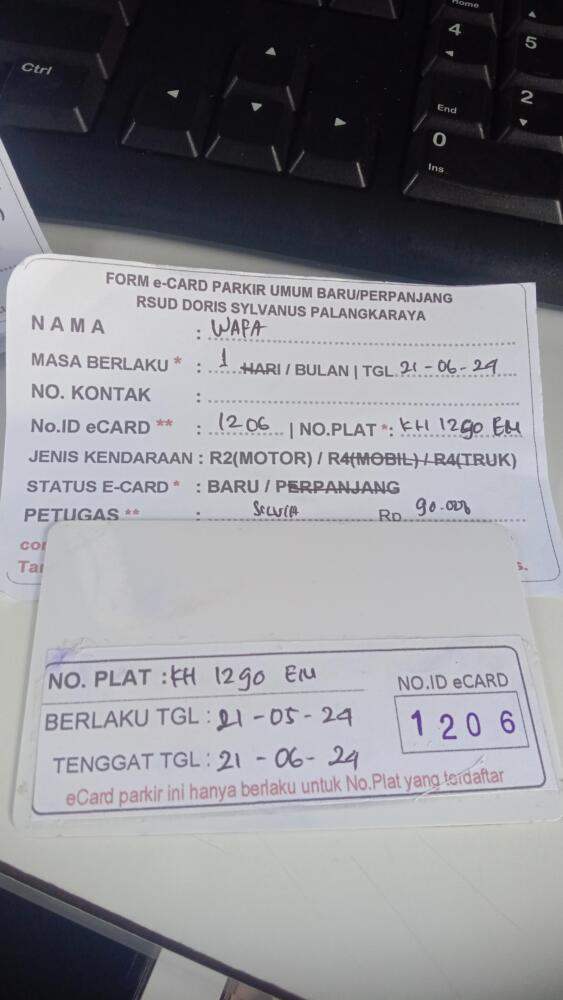 Home
4
5
Ctrl
End
2
0
Ins
FORM e-CARD PARKIR UMUM BARU/PERPANJANG
RSUD DORIS SYLVANUS PALANGKARAYA
NAMA : WAFA
MASA BERLAKU * : 1 HARI / BULAN | TGL 21-06-24
NO. KONTAK :
No.ID eCARD ** : 1206 | NO.PLAT *: KH 1290 EM
JENIS KENDARAAN : R2(MOTOR) / R4(MOBIL) / R4(TRUK)
STATUS E-CARD * : BARU / PERPANJANG
PETUGAS ** : Rp 90.000
NO. PLAT : KH 1290 EM
BERLAKU TGL : 21-05-24
TENGGAT TGL : 21-06-24
NO.ID eCARD
1206
eCard parkir ini hanya berlaku untuk No.Plat yang terdaftar